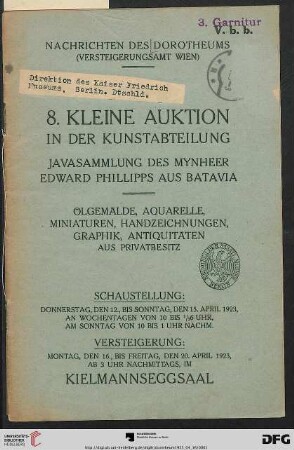 3. Garnitur
V. b. b.
NACHRICHTEN DES DOROTHEUMS
(VERSTEIGERUNGSAMT WIEN)
Direktion des Kaiser Friedrich
Museums, Berlin. Dtschld.
8. KLEINE AUKTION
IN DER KUNSTABTEILUNG
JAVASAMMLUNG DES MYNHEER
EDWARD PHILLIPPS AUS BATAVIA
ÖLGEMÄLDE, AQUARELLE,
MINIATUREN, HANDZEICHNUNGEN,
GRAPHIK, ANTIQUITÄTEN
AUS PRIVATBESITZ
SCHAUSTELLUNG:
DONNERSTAG, DEN 12., BIS SONNTAG, DEN 15. APRIL 1923,
AN WOCHENTAGEN VON 10 BIS ½6 UHR,
AM SONNTAG VON 10 BIS 1 UHR NACHM.
VERSTEIGERUNG:
MONTAG, DEN 16., BIS FREITAG, DEN 20. APRIL 1923,
AB 3 UHR NACHMITTAGS, IM
KIELMANNSEGGSAAL
UNIVERSITÄTS-
BIBLIOTHEK
HEIDELBERG
DFG